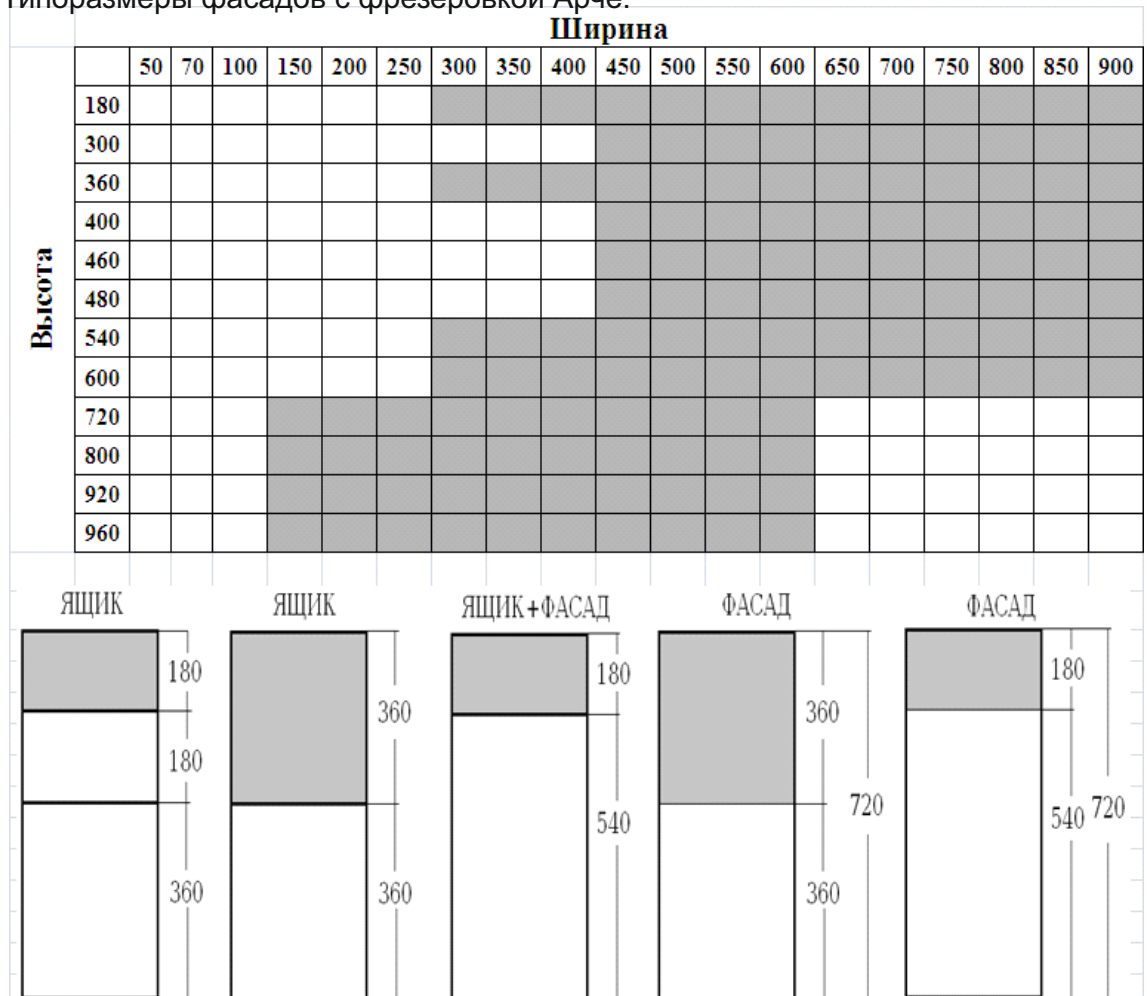 Типоразмеры фасадов с фрезеровкой Арче:
Ширина
50 70 100 150 200 250 300 350 400 450 500 550 600 650 700 750 800 850 900
Высота
180
300
360
400
460
480
540
600
720
800
920
960
ЯЩИК ЯЩИК ЯЩИК+ФАСАД ФАСАД ФАСАД
180 180 180
360 360
180
540 720 540 720
360 360 360